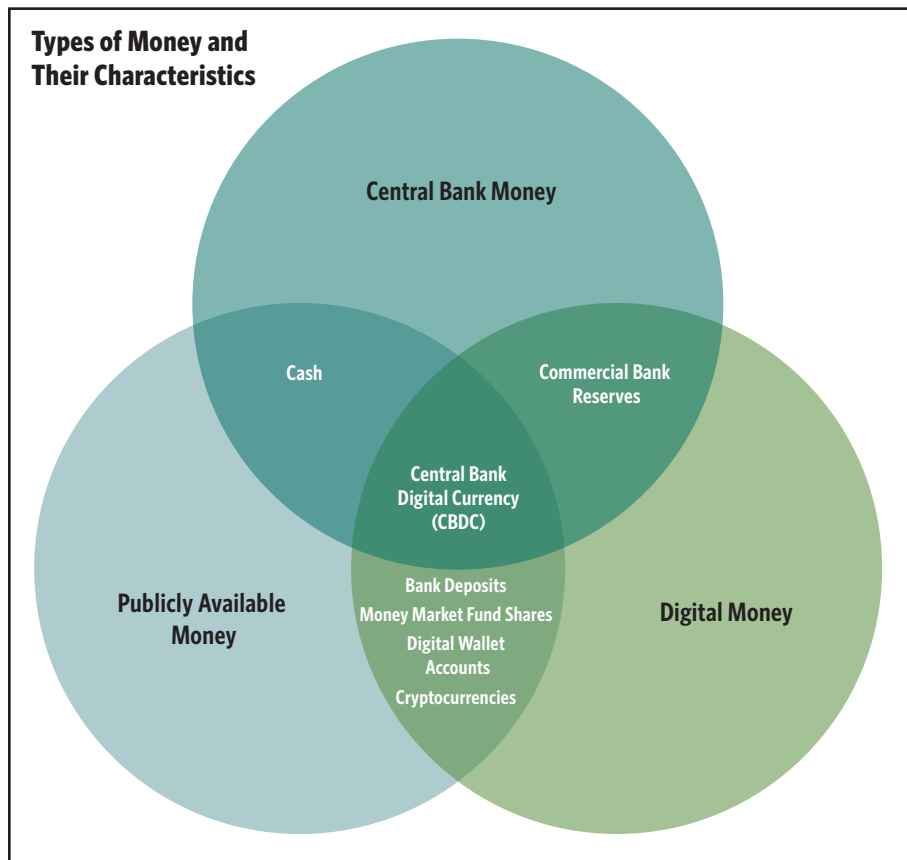 Types of Money and
Their Characteristics
Central Bank Money
Cash
Commercial Bank
Reserves
Central Bank
Digital Currency
(CBDC)
Publicly Available
Money
Bank Deposits
Money Market Fund Shares
Digital Wallet
Accounts
Cryptocurrencies
Digital Money